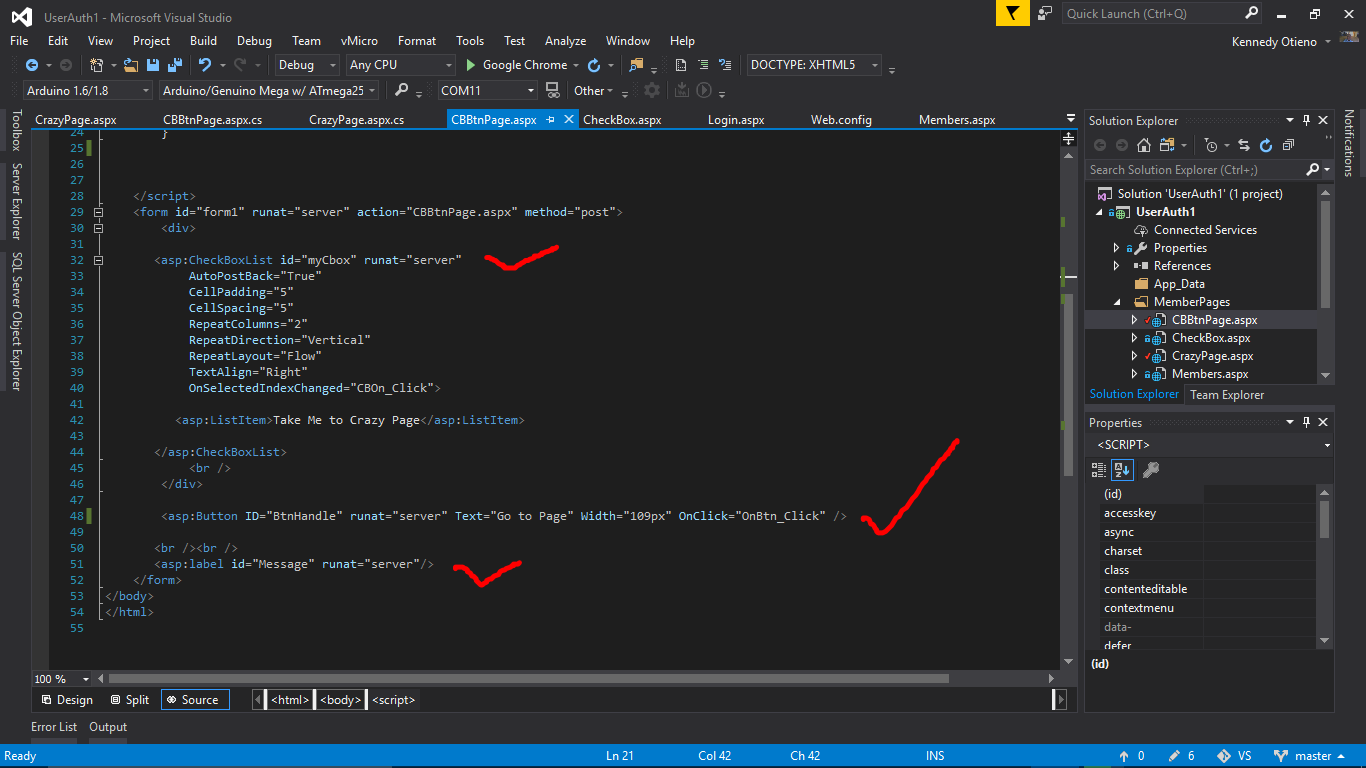 UserAuth1 - Microsoft Visual Studio
Quick Launch (Ctrl+Q)
File Edit View Project Build Debug Team vMicro Format Tools Test Analyze Window Help
Kennedy Otieno
Debug Any CPU Google Chrome DOCTYPE: XHTML5
Arduino 1.6/1.8 Arduino/Genuino Mega w/ ATmega25 COM11 Other
CrazyPage.aspx CBBtnPage.aspx.cs CrazyPage.aspx.cs CBBtnPage.aspx CheckBox.aspx Login.aspx Web.config Members.aspx
Toolbox
Server Explorer
SQL Server Object Explorer
24 }
25
26
27
28 </script>
29 <form id="form1" runat="server" action="CBBtnPage.aspx" method="post">
30 <div>
31
32 <asp:CheckBoxList id="myCbox" runat="server"
33 AutoPostBack="True"
34 CellPadding="5"
35 CellSpacing="5"
36 RepeatColumns="2"
37 RepeatDirection="Vertical"
38 RepeatLayout="Flow"
39 TextAlign="Right"
40 OnSelectedIndexChanged="CBOn_Click">
41
42 <asp:ListItem>Take Me to Crazy Page</asp:ListItem>
43
44 </asp:CheckBoxList>
45 <br />
46 </div>
47
48 <asp:Button ID="BtnHandle" runat="server" Text="Go to Page" Width="109px" OnClick="OnBtn_Click" />
49
50 <br /><br />
51 <asp:label id="Message" runat="server"/>
52 </form>
53 </body>
54 </html>
55
100 %
Design Split Source <html> <body> <script>
Solution Explorer
Search Solution Explorer (Ctrl+;)
Solution 'UserAuth1' (1 project)
UserAuth1
Connected Services
Properties
References
App_Data
MemberPages
CBBtnPage.aspx
CheckBox.aspx
CrazyPage.aspx
Members.aspx
Solution Explorer Team Explorer
Properties
<SCRIPT>
(id)
accesskey
async
charset
class
contenteditable
contextmenu
data-
defer
(id)
Notifications
Error List Output
Ready Ln 21 Col 42 Ch 42 INS 0 6 VS master